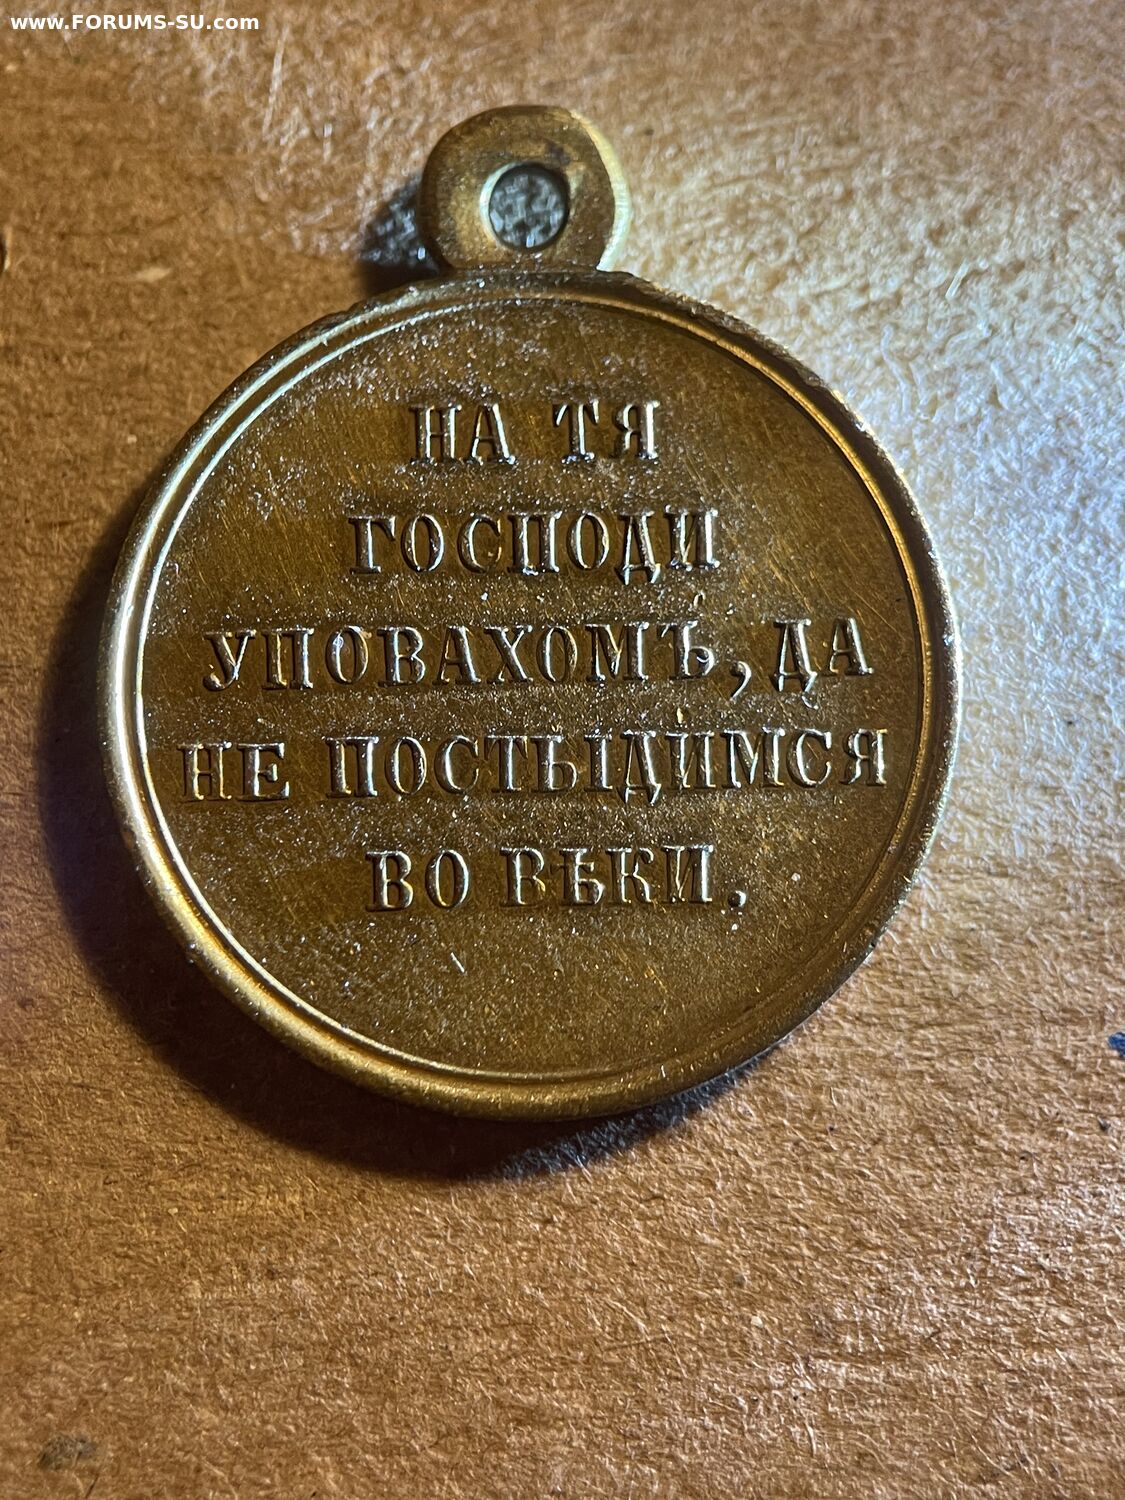 www.FORUMS-SU.com
НА ТЯ
ГОСПОДИ
УПОВАХОМЪ, ДА
НЕ ПОСТЫДИМСЯ
ВО ВѢКИ.